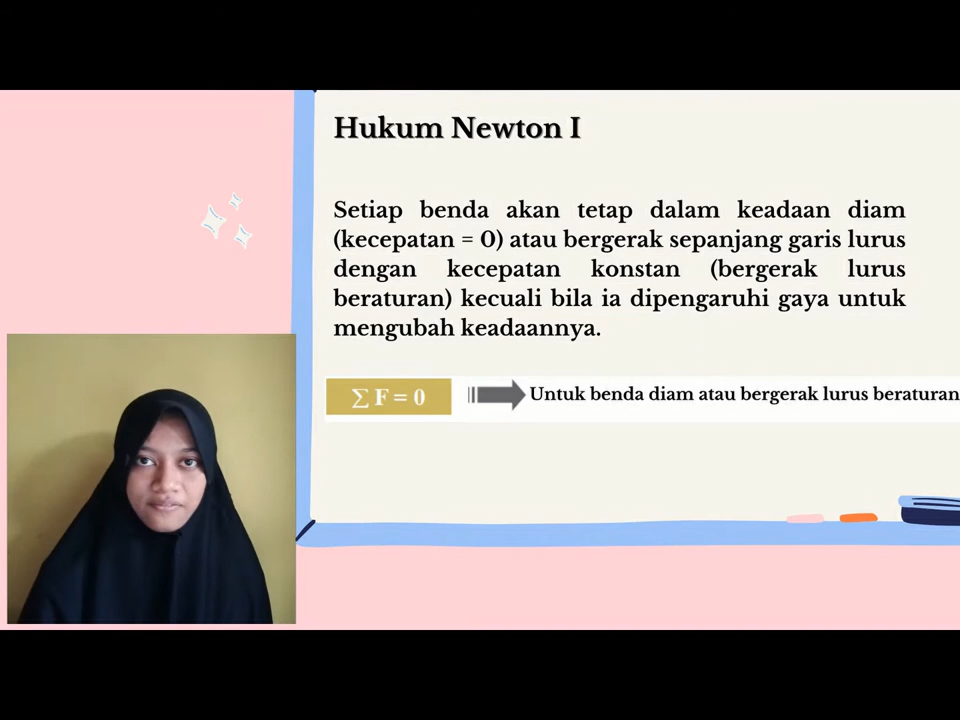 Hukum Newton I
Setiap benda akan tetap dalam keadaan diam
(kecepatan = 0) atau bergerak sepanjang garis lurus
dengan kecepatan konstan (bergerak lurus
beraturan) kecuali bila ia dipengaruhi gaya untuk
mengubah keadaannya.
∑ F = 0
Untuk benda diam atau bergerak lurus beraturan